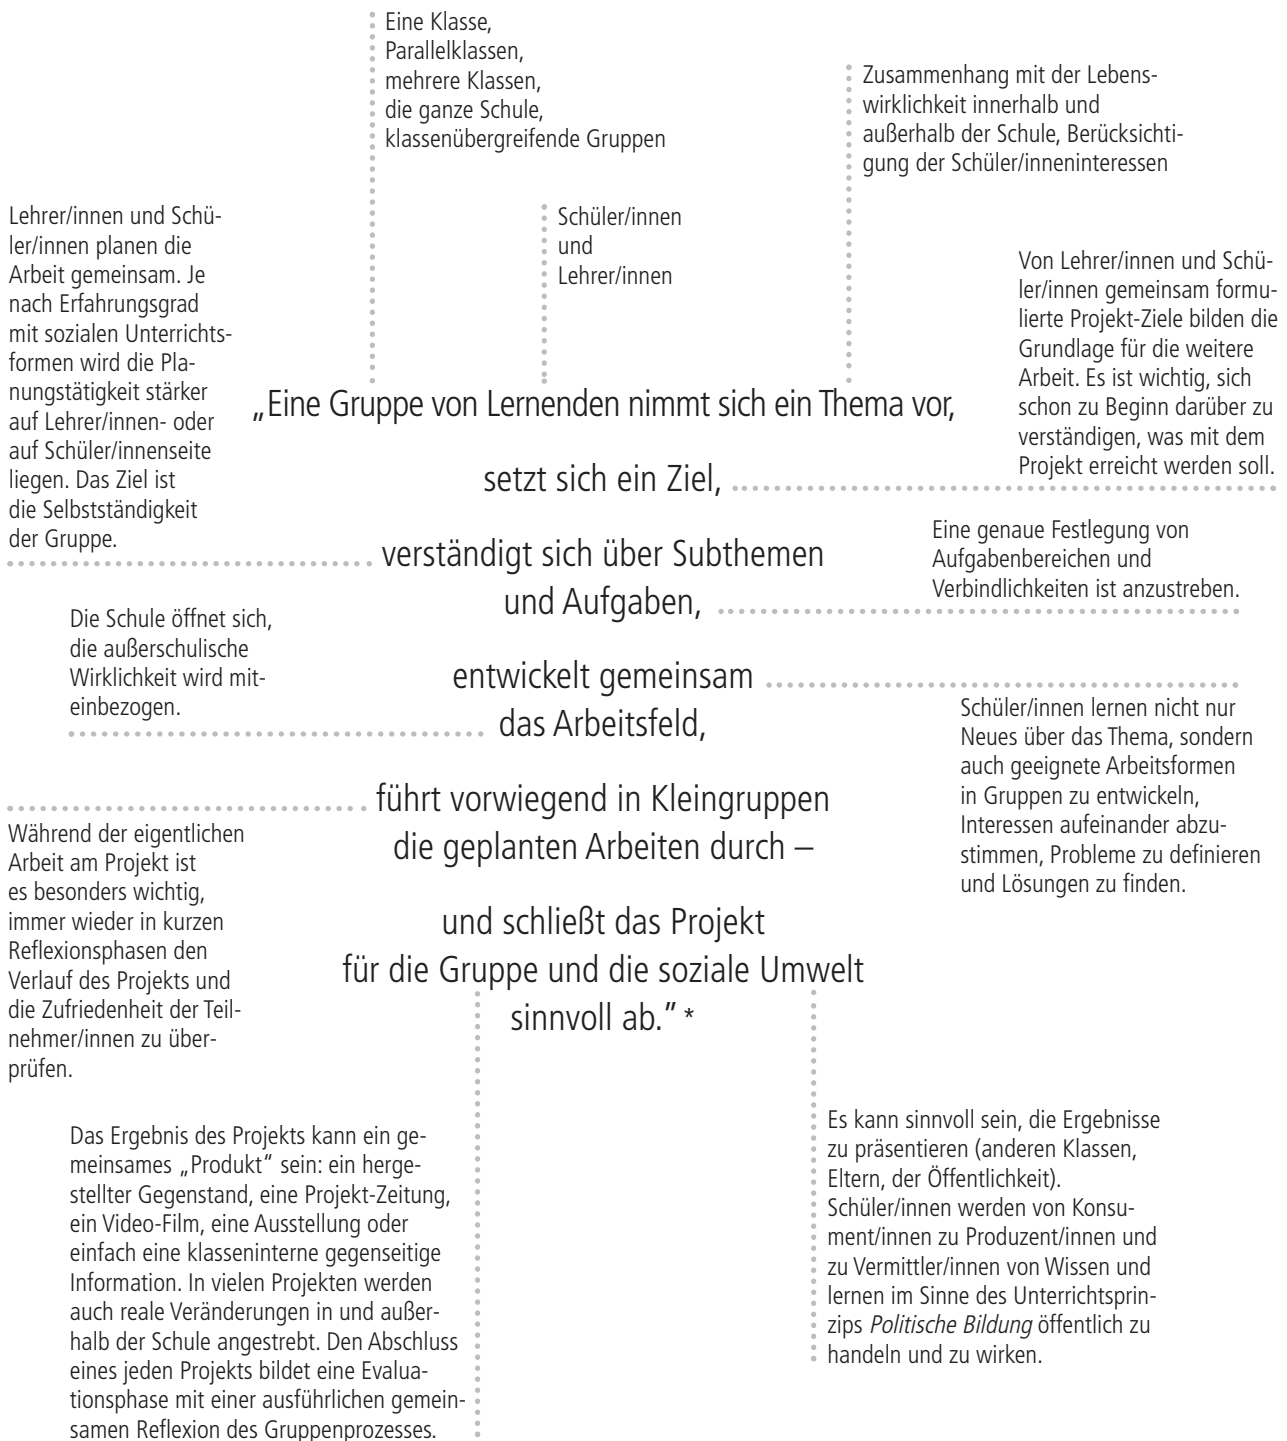 Eine Klasse,
Parallelklassen,
mehrere Klassen,
die ganze Schule,
klassenübergreifende Gruppen
Zusammenhang mit der Lebens-
wirklichkeit innerhalb und
außerhalb der Schule, Berücksichti-
gung der Schüler/inneninteressen
Lehrer/innen und Schü-
ler/innen planen die
Arbeit gemeinsam. Je
nach Erfahrungsgrad
mit sozialen Unterrichts-
formen wird die Pla-
nungstätigkeit stärker
auf Lehrer/innen- oder
auf Schüler/innenseite
liegen. Das Ziel ist
die Selbstständigkeit
der Gruppe.
Schüler/innen
und
Lehrer/innen
Von Lehrer/innen und Schü-
ler/innen gemeinsam formu-
lierte Projekt-Ziele bilden die
Grundlage für die weitere
Arbeit. Es ist wichtig, sich
schon zu Beginn darüber zu
verständigen, was mit dem
Projekt erreicht werden soll.
„Eine Gruppe von Lernenden nimmt sich ein Thema vor,
setzt sich ein Ziel,
verständigt sich über Subthemen
und Aufgaben,
Eine genaue Festlegung von
Aufgabenbereichen und
Verbindlichkeiten ist anzustreben.
Die Schule öffnet sich,
die außerschulische
Wirklichkeit wird mit-
einbezogen.
entwickelt gemeinsam
das Arbeitsfeld,
Schüler/innen lernen nicht nur
Neues über das Thema, sondern
auch geeignete Arbeitsformen
in Gruppen zu entwickeln,
Interessen aufeinander abzu-
stimmen, Probleme zu definieren
und Lösungen zu finden.
führt vorwiegend in Kleingruppen
die geplanten Arbeiten durch –
Während der eigentlichen
Arbeit am Projekt ist
es besonders wichtig,
immer wieder in kurzen
Reflexionsphasen den
Verlauf des Projekts und
die Zufriedenheit der Teil-
nehmer/innen zu über-
prüfen.
und schließt das Projekt
für die Gruppe und die soziale Umwelt
sinnvoll ab.” *
Das Ergebnis des Projekts kann ein ge-
meinsames „Produkt” sein: ein herge-
stellter Gegenstand, eine Projekt-Zeitung,
ein Video-Film, eine Ausstellung oder
einfach eine klasseninterne gegenseitige
Information. In vielen Projekten werden
auch reale Veränderungen in und außer-
halb der Schule angestrebt. Den Abschluss
eines jeden Projekts bildet eine Evalua-
tionsphase mit einer ausführlichen gemein-
samen Reflexion des Gruppenprozesses.
Es kann sinnvoll sein, die Ergebnisse
zu präsentieren (anderen Klassen,
Eltern, der Öffentlichkeit).
Schüler/innen werden von Konsu-
ment/innen zu Produzent/innen und
zu Vermittler/innen von Wissen und
lernen im Sinne des Unterrichtsprin-
zips Politische Bildung öffentlich zu
handeln und zu wirken.